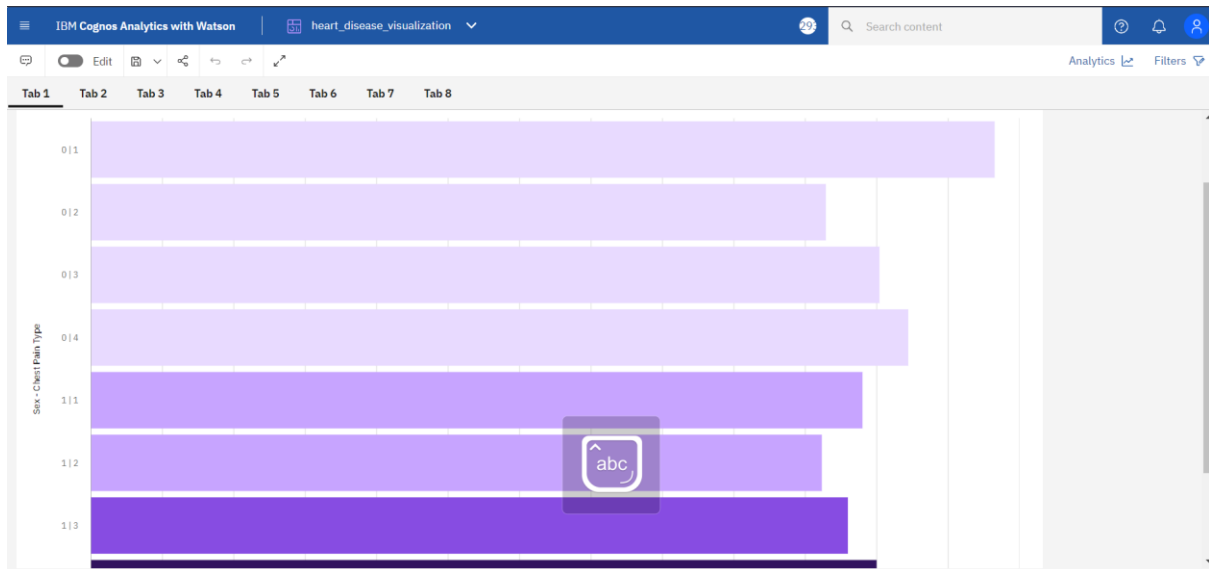 IBM Cognos Analytics with Watson
heart_disease_visualization
Search content
Edit
Analytics
Filters
Tab 1 Tab 2 Tab 3 Tab 4 Tab 5 Tab 6 Tab 7 Tab 8
0|1
0|2
0|3
0|4
1|1
1|2
1|3
Sex - Chest Pain Type
abc